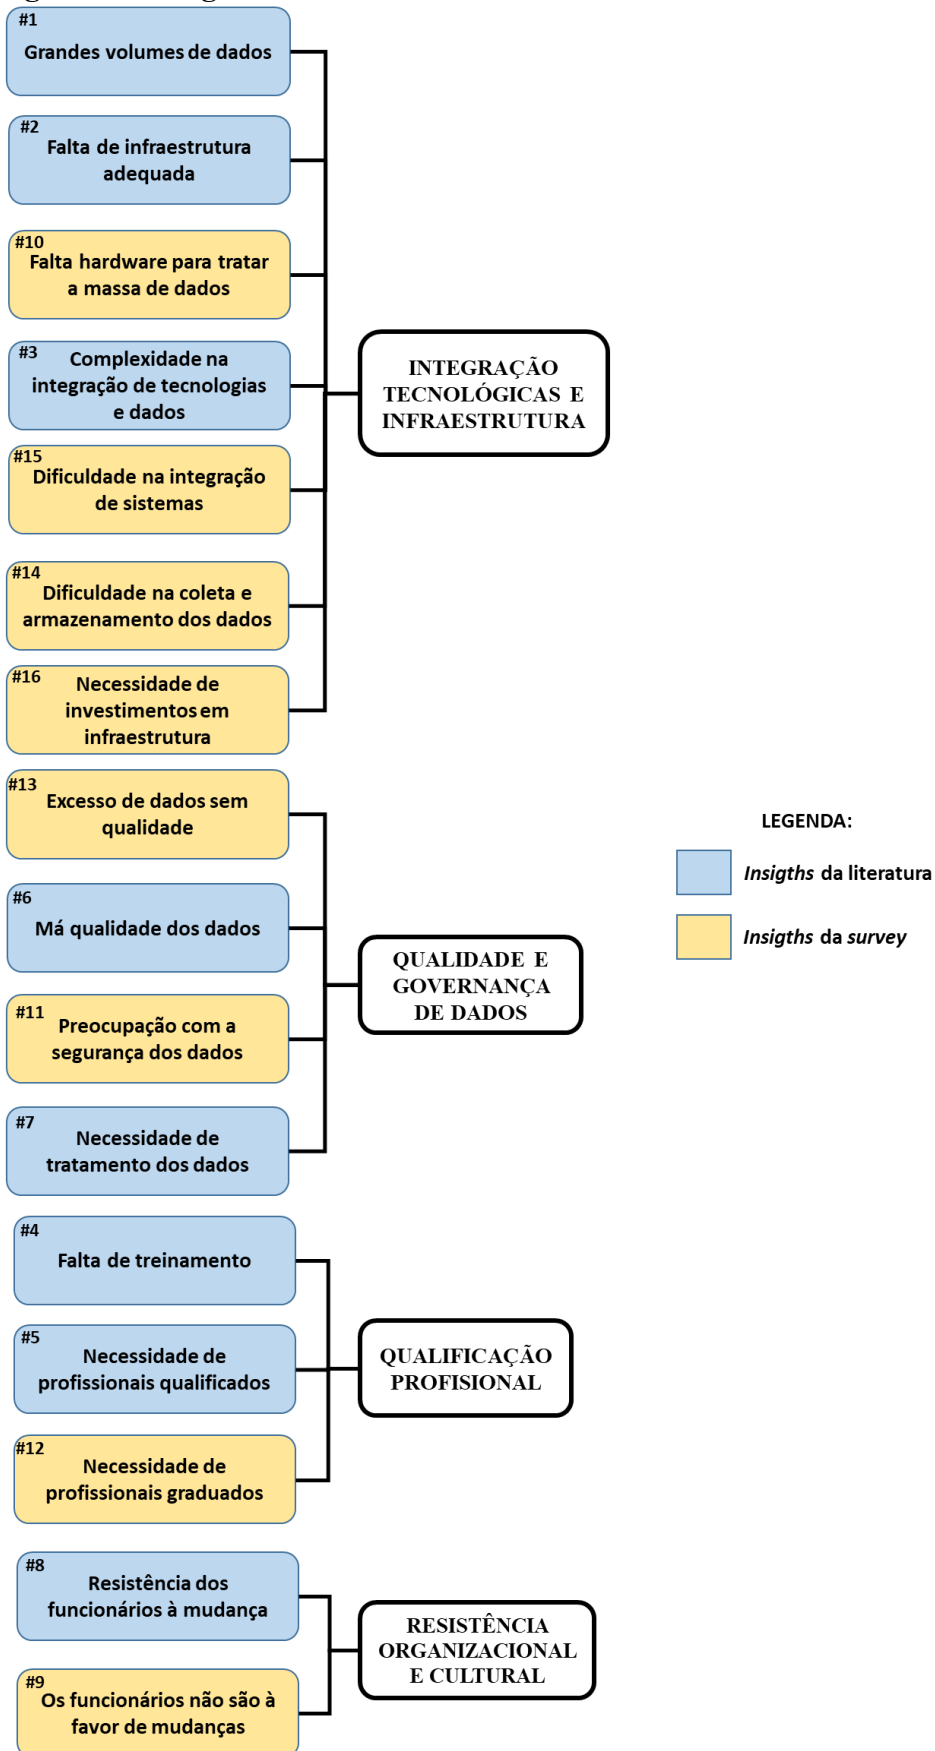 #1
Grandes volumes de dados
#2
Falta de infraestrutura
adequada
#10
Falta hardware para tratar
a massa de dados
#3
Complexidade na
integração de tecnologias
e dados
#15
Dificuldade na integração
de sistemas
#14
Dificuldade na coleta e
armazenamento dos dados
#16
Necessidade de
investimentos em
infraestrutura
INTEGRAÇÃO
TECNOLÓGICAS E
INFRAESTRUTURA
#13
Excesso de dados sem
qualidade
#6
Má qualidade dos dados
#11
Preocupação com a
segurança dos dados
#7
Necessidade de
tratamento dos dados
QUALIDADE E
GOVERNANÇA
DE DADOS
LEGENDA:
Insigths da literatura
Insigths da survey
#4
Falta de treinamento
#5
Necessidade de
profissionais qualificados
#12
Necessidade de
profissionais graduados
QUALIFICAÇÃO
PROFISIONAL
#8
Resistência dos
funcionários à mudança
#9
Os funcionários não são à
favor de mudanças
RESISTÊNCIA
ORGANIZACIONAL
E CULTURAL